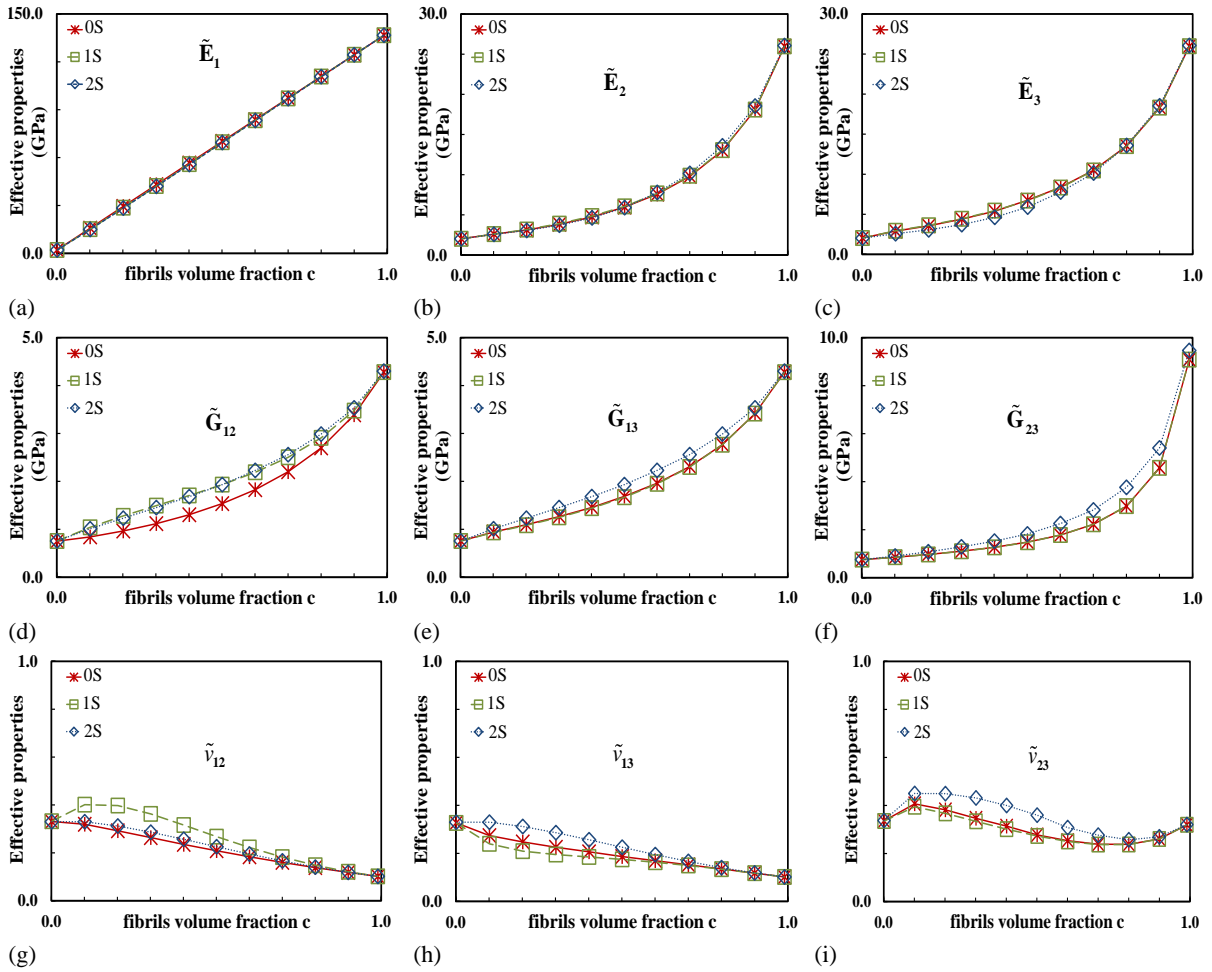 150.0
0S
1S
2S
Ẽ₁
Effective properties
(GPa)
0.0
0.0
fibrils volume fraction c
1.0
(a)
30.0
0S
1S
2S
Ẽ₂
Effective properties
(GPa)
0.0
0.0
fibrils volume fraction c
1.0
(b)
30.0
0S
1S
2S
Ẽ₃
Effective properties
(GPa)
0.0
0.0
fibrils volume fraction c
1.0
(c)
5.0
0S
1S
2S
G̃₁₂
Effective properties
(GPa)
0.0
0.0
fibrils volume fraction c
1.0
(d)
5.0
0S
1S
2S
G̃₁₃
Effective properties
(GPa)
0.0
0.0
fibrils volume fraction c
1.0
(e)
10.0
0S
1S
2S
G̃₂₃
Effective properties
(GPa)
0.0
0.0
fibrils volume fraction c
1.0
(f)
1.0
0S
1S
2S
ṽ₁₂
Effective properties
0.0
0.0
fibrils volume fraction c
1.0
(g)
1.0
0S
1S
2S
ṽ₁₃
Effective properties
0.0
0.0
fibrils volume fraction c
1.0
(h)
1.0
0S
1S
2S
ṽ₂₃
Effective properties
0.0
0.0
fibrils volume fraction c
1.0
(i)